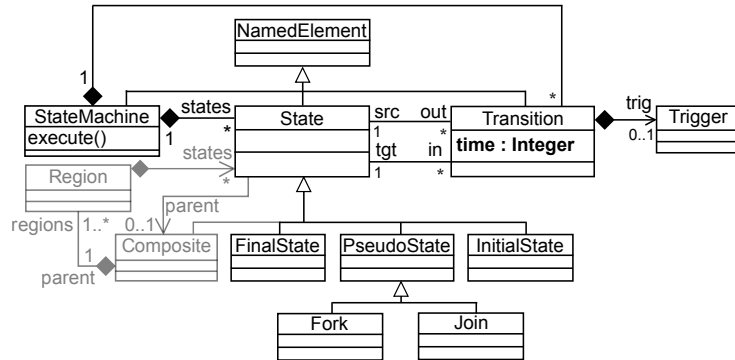 NamedElement
1
*
StateMachine
execute()
states
1
*
State
src
out
1
*
tgt
in
1
*
Transition
time : Integer
trig
0..1
Trigger
Region
states
*
parent
regions
1..*
0..1
1
parent
Composite
FinalState
PseudoState
InitialState
Fork
Join